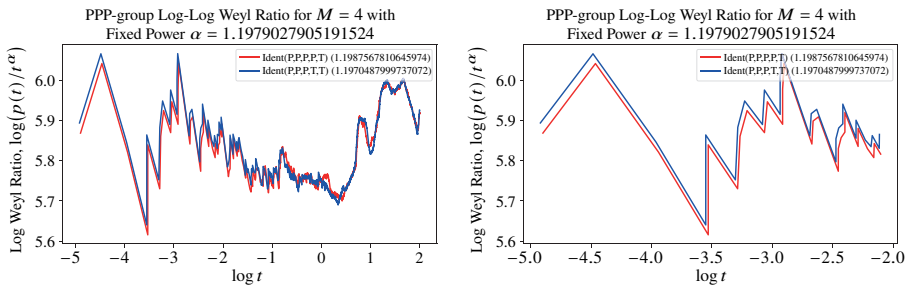 PPP-group Log-Log Weyl Ratio for M = 4 with
Fixed Power α = 1.1979027905191524
Log Weyl Ratio, log(p(t)/t^α)
6.0
5.9
5.8
5.7
5.6
Ident(P,P,P,P,T) (1.1987567810645974)
Ident(P,P,P,T,T) (1.1970487999737072)
−5
−4
−3
−2
−1
0
1
2
log t
PPP-group Log-Log Weyl Ratio for M = 4 with
Fixed Power α = 1.1979027905191524
Log Weyl Ratio, log(p(t)/t^α)
6.0
5.9
5.8
5.7
5.6
Ident(P,P,P,P,T) (1.1987567810645974)
Ident(P,P,P,T,T) (1.1970487999737072)
−5.0
−4.5
−4.0
−3.5
−3.0
−2.5
−2.0
log t